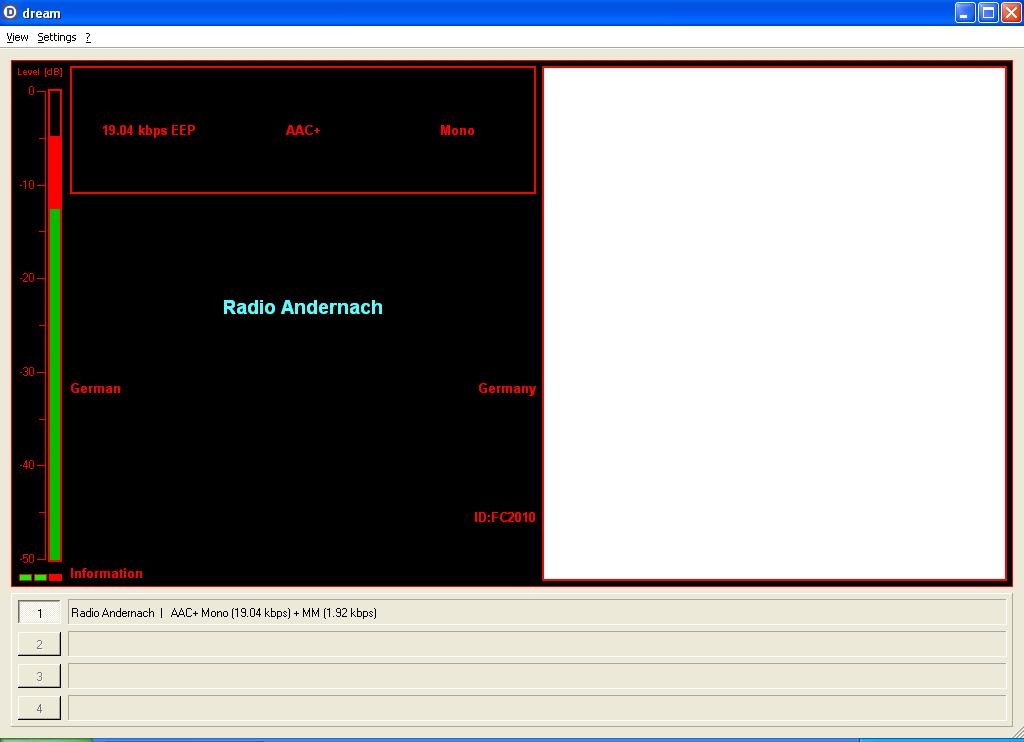 dream
View Settings ?
Level [dB]
0
19.04 kbps EEP AAC+ Mono
-10
-20
Radio Andernach
-30
German Germany
-40
ID:FC2010
-50
Information
1 Radio Andernach | AAC+ Mono (19.04 kbps) + MM (1.92 kbps)
2
3
4